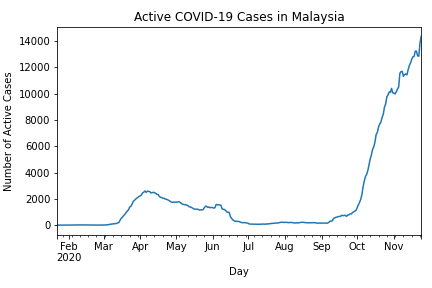 Active COVID-19 Cases in Malaysia
14000
12000
10000
8000
6000
4000
2000
0
Number of Active Cases
Feb Mar Apr May Jun Jul Aug Sep Oct Nov
2020
Day